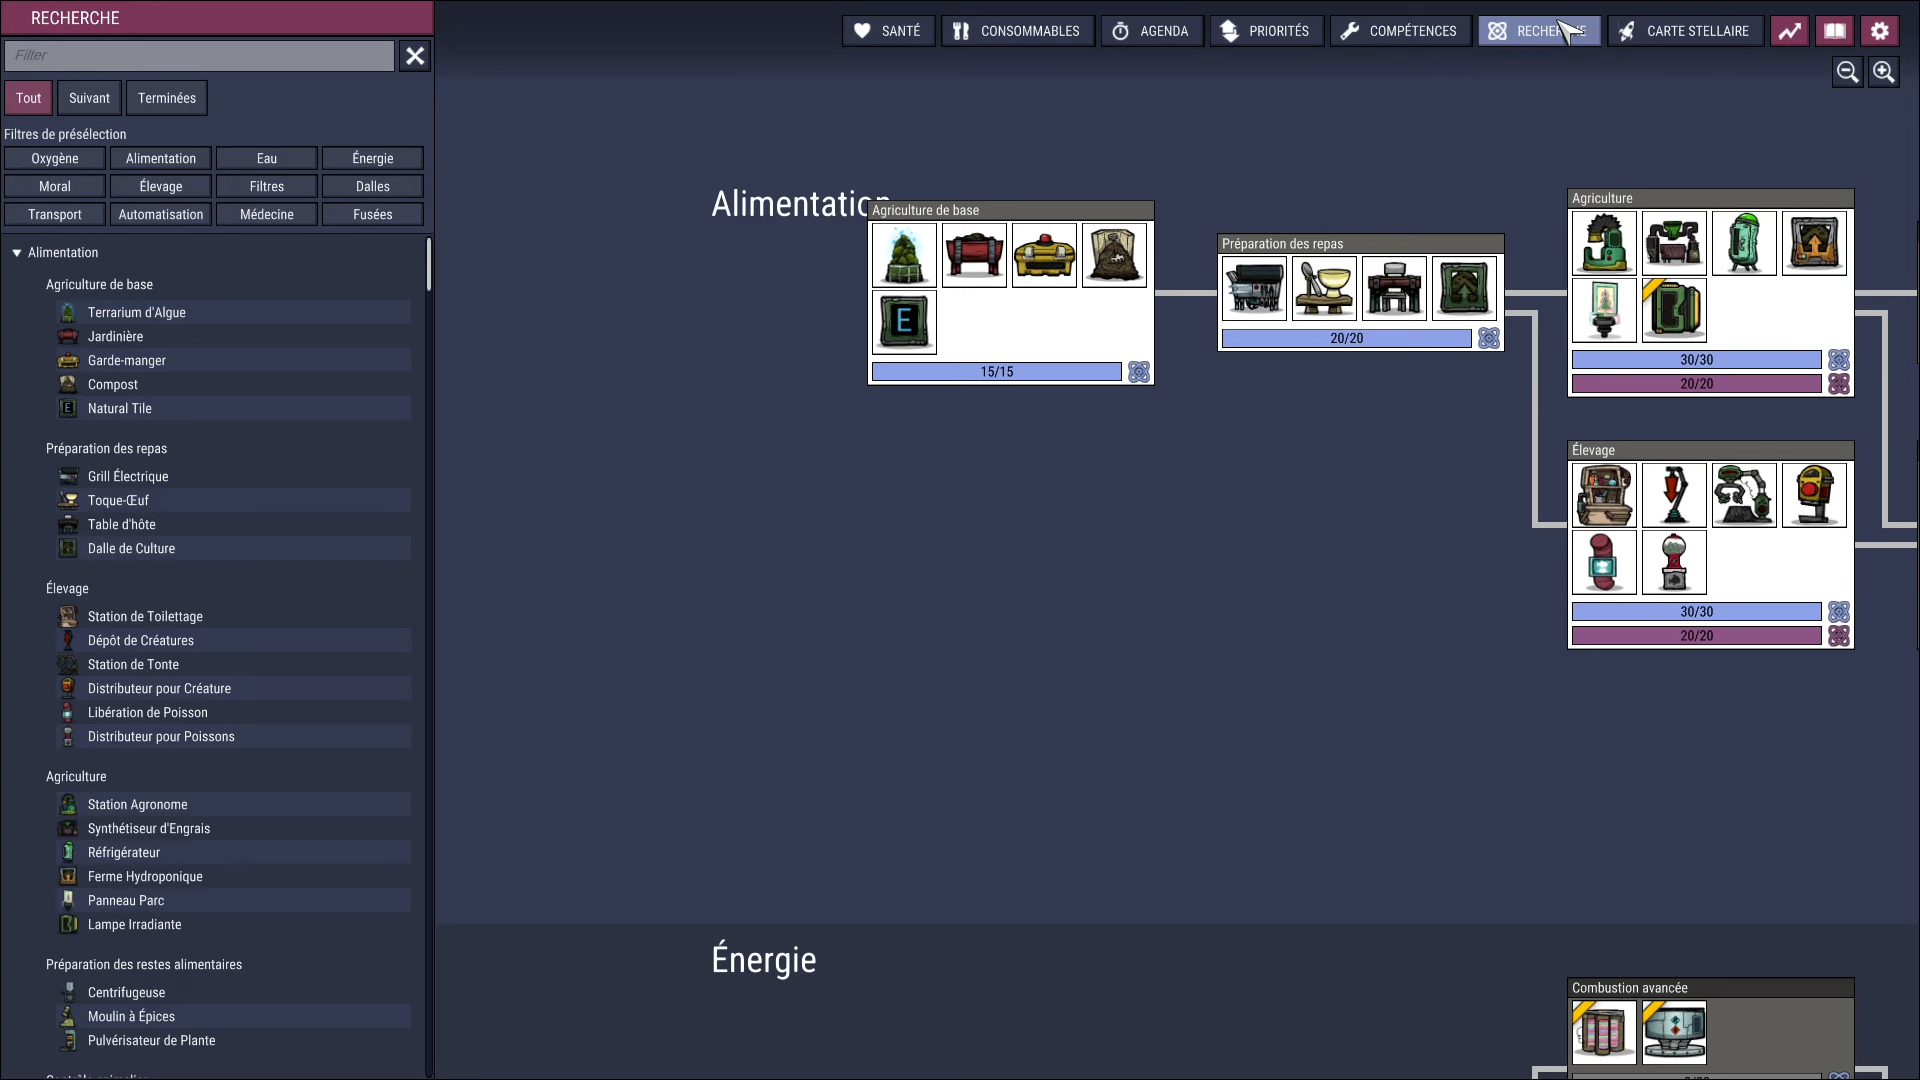 RECHERCHE
SANTÉ
CONSOMMABLES
AGENDA
PRIORITÉS
COMPÉTENCES
CARTE STELLAIRE
Filter
Tout
Suivant
Terminées
Filtres de présélection
Oxygène
Alimentation
Eau
Énergie
Moral
Élevage
Filtres
Dalles
Transport
Automatisation
Médecine
Fusées
Alimentation
Agriculture de base
Terrarium d'Algue
Jardinière
Garde-manger
Compost
Natural Tile
Préparation des repas
Grill Électrique
Toque-Œuf
Table d'hôte
Dalle de Culture
Élevage
Station de Toilettage
Dépôt de Créatures
Station de Tonte
Distributeur pour Créature
Libération de Poisson
Distributeur pour Poissons
Agriculture
Station Agronome
Synthétiseur d'Engrais
Réfrigérateur
Ferme Hydroponique
Panneau Parc
Lampe Irradiante
Préparation des restes alimentaires
Centrifugeuse
Moulin à Épices
Pulvérisateur de Plante
Alimentation
Agriculture de base
E
15/15
Préparation des repas
20/20
Agriculture
30/30
20/20
Élevage
30/30
20/20
Énergie
Combustion avancée